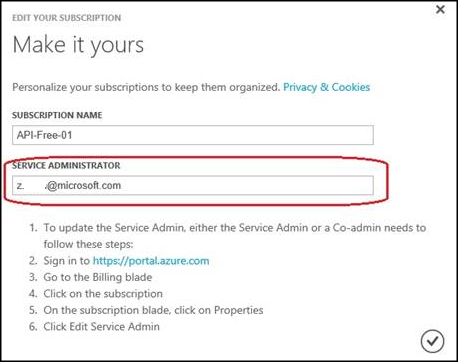 EDIT YOUR SUBSCRIPTION
Make it yours
Personalize your subscriptions to keep them organized. Privacy & Cookies
SUBSCRIPTION NAME
API-Free-01
SERVICE ADMINISTRATOR
z. @microsoft.com
1. To update the Service Admin, either the Service Admin or a Co-admin needs to
follow these steps:
2. Sign in to https://portal.azure.com
3. Go to the Billing blade
4. Click on the subscription
5. On the subscription blade, click on Properties
6. Click Edit Service Admin